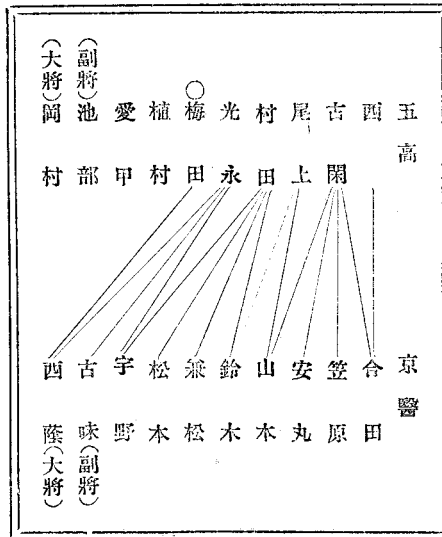 五高
西
古閑
尾上
村田
光永
○梅田
植村
愛甲
(副將)池部
(大將)岡村
京醫
合田
笠原
安丸
山本
鈴木
兼松
松本
宇野
古味(副將)
西蔭(大將)